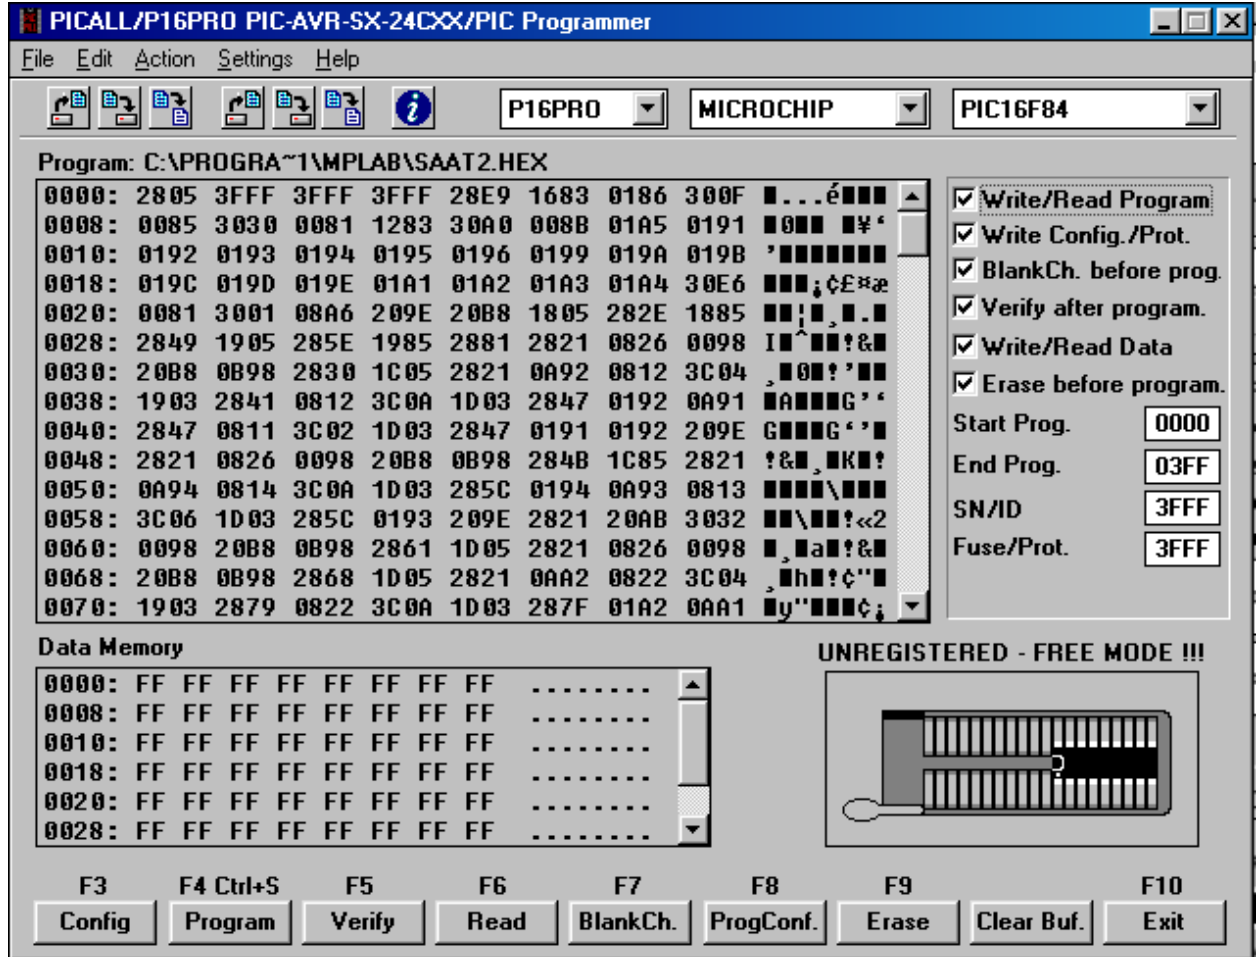 PICALL/P16PRO PIC-AVR-SX-24CXX/PIC Programmer
File Edit Action Settings Help
P16PRO MICROCHIP PIC16F84
Program: C:\PROGRA~1\MPLAB\SAAT2.HEX
0000: 2805 3FFF 3FFF 3FFF 28E9 1683 0186 300F ■...é■■■
0008: 0085 3030 0081 1283 30A0 008B 01A5 0191 ■0■■ ■¥‘
0010: 0192 0193 0194 0195 0196 0199 019A 019B ’■■■■■■■
0018: 019C 019D 019E 01A1 01A2 01A3 01A4 30E6 ■■■¡¢£¤æ
0020: 0081 3001 08A6 209E 20B8 1805 282E 1885 ■■¦■¸■.■
0028: 2849 1905 285E 1985 2881 2821 0826 0098 I■^■■!&■
0030: 20B8 0B98 2830 1C05 2821 0A92 0812 3C04 ¸■0■!’■■
0038: 1903 2841 0812 3C0A 1D03 2847 0192 0A91 ■A■■■G’‘
0040: 2847 0811 3C02 1D03 2847 0191 0192 209E G■■■G‘’■
0048: 2821 0826 0098 20B8 0B98 284B 1C85 2821 !&■¸■K■!
0050: 0A94 0814 3C0A 1D03 285C 0194 0A93 0813 ■■■■\■■■
0058: 3C06 1D03 285C 0193 209E 2821 20AB 3032 ■■\■■!«2
0060: 0098 20B8 0B98 2861 1D05 2821 0826 0098 ■¸■a■!&■
0068: 20B8 0B98 2868 1D05 2821 0AA2 0822 3C04 ¸■h■!¢"■
0070: 1903 2879 0822 3C0A 1D03 287F 01A2 0AA1 ■y"■■■¢¡
Write/Read Program
Write Config./Prot.
BlankCh. before prog.
Verify after program.
Write/Read Data
Erase before program.
Start Prog. 0000
End Prog. 03FF
SN/ID 3FFF
Fuse/Prot. 3FFF
Data Memory
0000: FF FF FF FF FF FF FF FF ........
0008: FF FF FF FF FF FF FF FF ........
0010: FF FF FF FF FF FF FF FF ........
0018: FF FF FF FF FF FF FF FF ........
0020: FF FF FF FF FF FF FF FF ........
0028: FF FF FF FF FF FF FF FF ........
UNREGISTERED - FREE MODE !!!
F3 F4 Ctrl+S F5 F6 F7 F8 F9 F10
Config Program Verify Read BlankCh. ProgConf. Erase Clear Buf. Exit